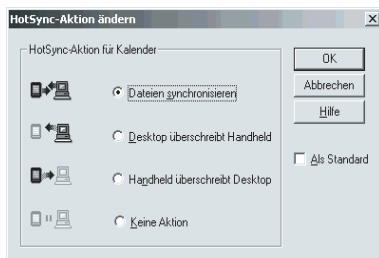 HotSync-Aktion ändern
HotSync-Aktion für Kalender
Dateien synchronisieren
Desktop überschreibt Handheld
Handheld überschreibt Desktop
Keine Aktion
OK
Abbrechen
Hilfe
Als Standard